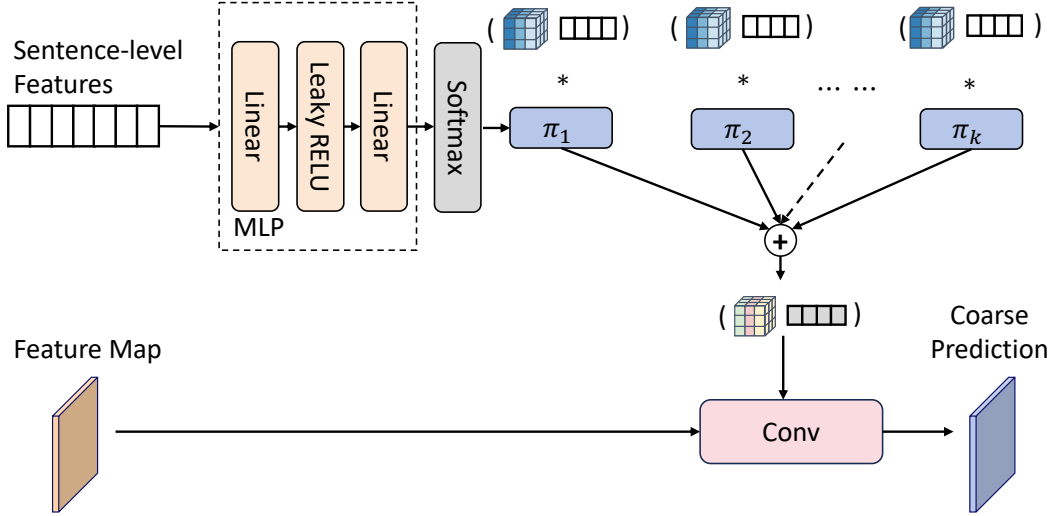 Sentence-level
Features
Linear
Leaky RELU
Linear
MLP
Softmax
( ) ( ) ( )
* * … … *
π₁ π₂ πₖ
+
( )
Feature Map
Coarse
Prediction
Conv